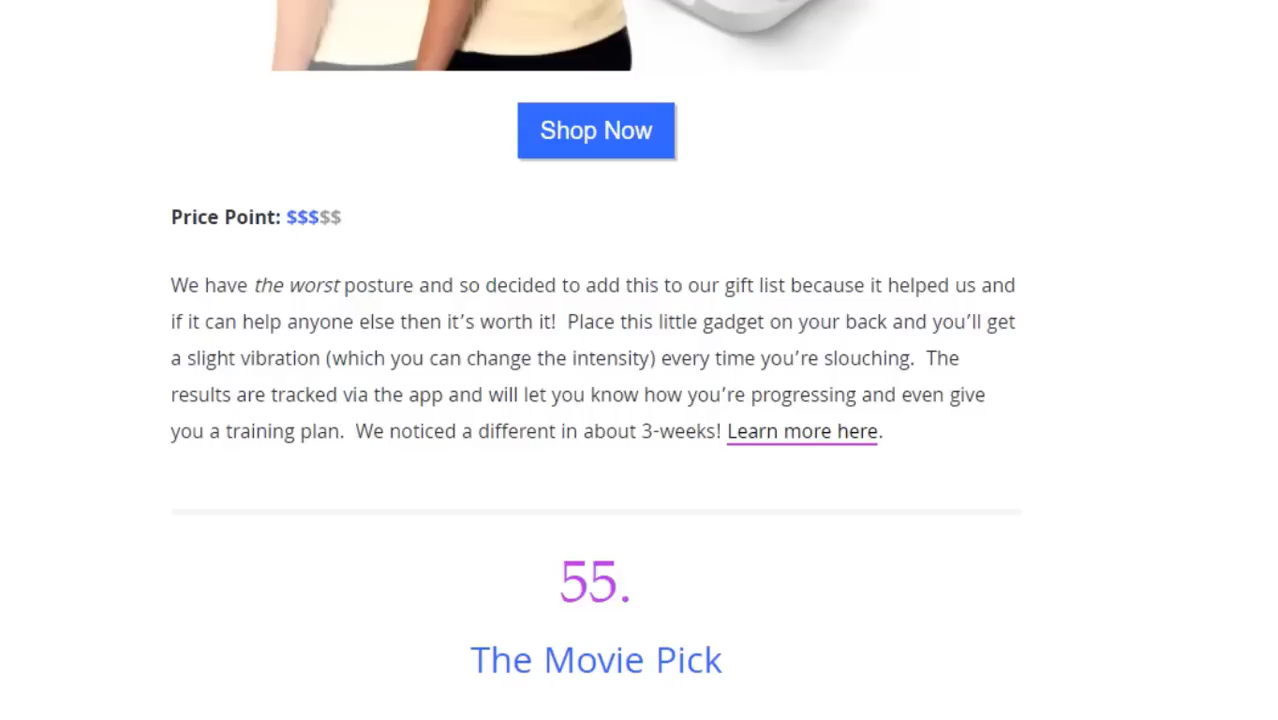 Shop Now
Price Point: $$$$$
We have the worst posture and so decided to add this to our gift list because it helped us and
if it can help anyone else then it’s worth it!  Place this little gadget on your back and you’ll get
a slight vibration (which you can change the intensity) every time you’re slouching.  The
results are tracked via the app and will let you know how you’re progressing and even give
you a training plan.  We noticed a different in about 3-weeks! Learn more here.
55.
The Movie Pick